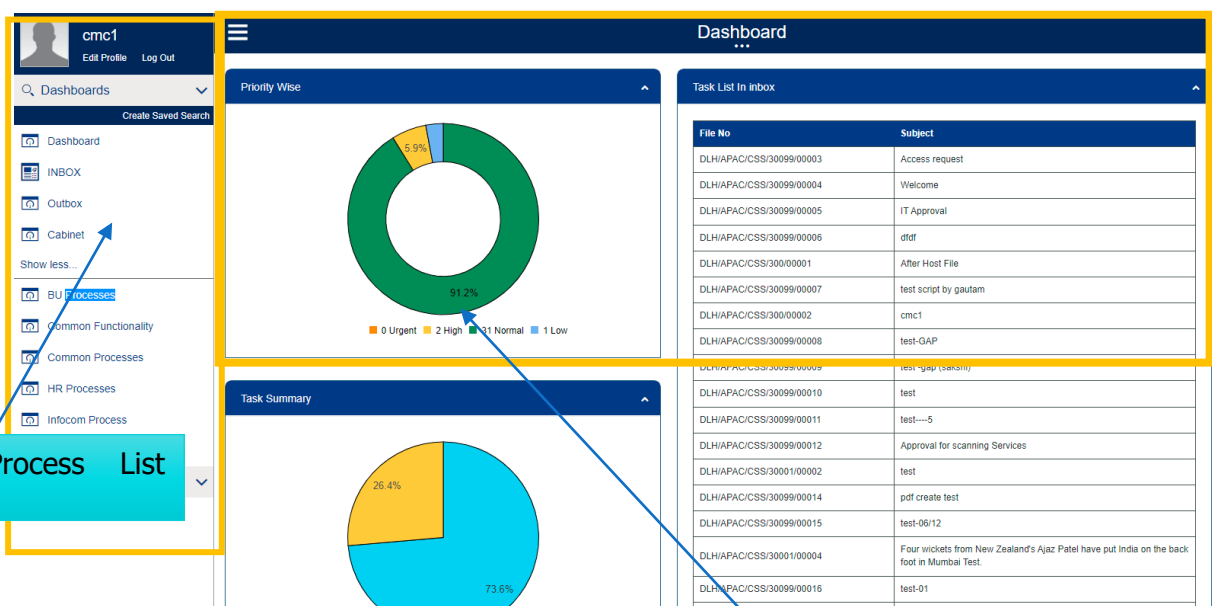 cmc1
Edit Profile Log Out
Dashboards
Create Saved Search
Dashboard
INBOX
Outbox
Cabinet
Show less...
BU Processes
Common Functionality
Common Processes
HR Processes
Infocom Process
Process List
Dashboard
Priority Wise
5.9%
91.2%
0 Urgent 2 High 31 Normal 1 Low
Task Summary
26.4%
73.6%
Task List In inbox
File No Subject
DLH/APAC/CSS/30099/00003 Access request
DLH/APAC/CSS/30099/00004 Welcome
DLH/APAC/CSS/30099/00005 IT Approval
DLH/APAC/CSS/30099/00006 dfdf
DLH/APAC/CSS/300/00001 After Host File
DLH/APAC/CSS/30099/00007 test script by gautam
DLH/APAC/CSS/300/00002 cmc1
DLH/APAC/CSS/30099/00008 test-GAP
DLH/APAC/CSS/30099/00009 test -gap (sakshi)
DLH/APAC/CSS/30099/00010 test
DLH/APAC/CSS/30099/00011 test----5
DLH/APAC/CSS/30099/00012 Approval for scanning Services
DLH/APAC/CSS/30001/00002 test
DLH/APAC/CSS/30099/00014 pdf create test
DLH/APAC/CSS/30099/00015 test-06/12
DLH/APAC/CSS/30001/00004 Four wickets from New Zealand's Ajaz Patel have put India on the back
foot in Mumbai Test.
DLH/APAC/CSS/30099/00016 test-01